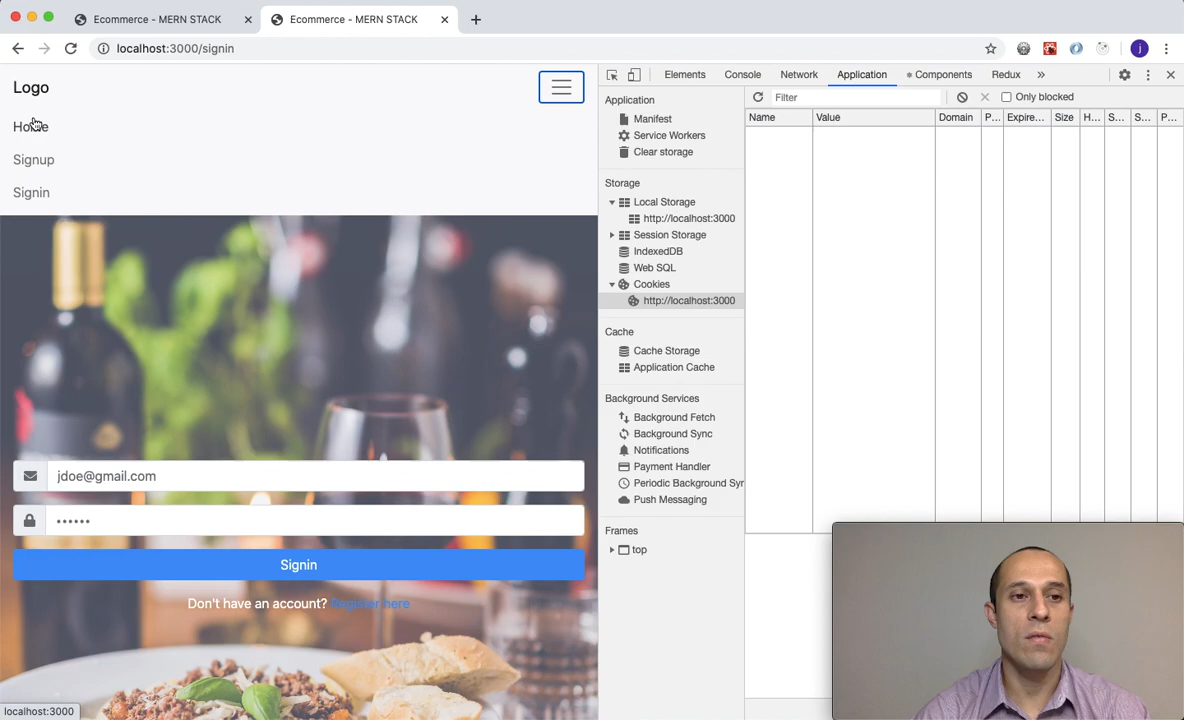 Ecommerce - MERN STACK
Ecommerce - MERN STACK
localhost:3000/signin
j
Logo
Home
Signup
Signin
jdoe@gmail.com
••••••
Signin
Don't have an account? Register here
localhost:3000
Elements Console Network Application Components Redux
Application
Manifest
Service Workers
Clear storage
Storage
Local Storage
http://localhost:3000
Session Storage
IndexedDB
Web SQL
Cookies
http://localhost:3000
Cache
Cache Storage
Application Cache
Background Services
Background Fetch
Background Sync
Notifications
Payment Handler
Periodic Background Syr
Push Messaging
Frames
top
Filter
Only blocked
Name Value Domain P... Expire... Size H... S... S... P...